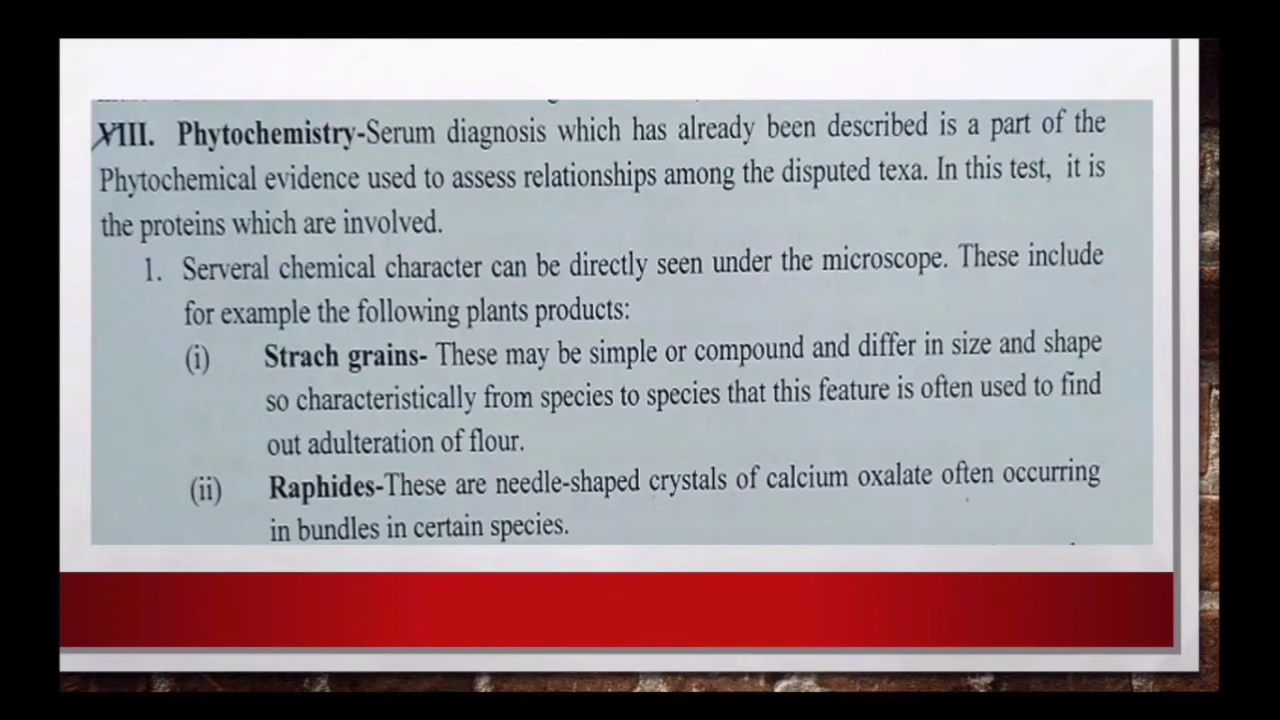 XIII. Phytochemistry-Serum diagnosis which has already been described is a part of the
Phytochemical evidence used to assess relationships among the disputed texa. In this test, it is
the proteins which are involved.
1. Serveral chemical character can be directly seen under the microscope. These include
for example the following plants products:
(i) Strach grains- These may be simple or compound and differ in size and shape
so characteristically from species to species that this feature is often used to find
out adulteration of flour.
(ii) Raphides-These are needle-shaped crystals of calcium oxalate often occurring
in bundles in certain species.